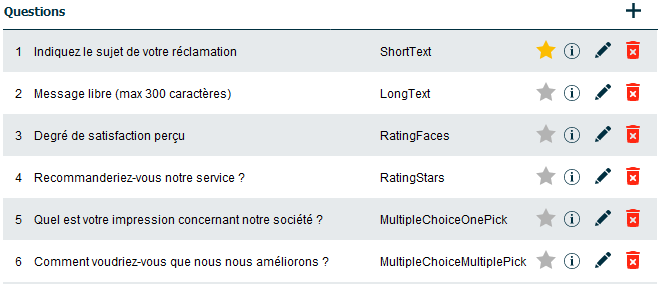 Questions
1 Indiquez le sujet de votre réclamation ShortText
2 Message libre (max 300 caractères) LongText
3 Degré de satisfaction perçu RatingFaces
4 Recommanderiez-vous notre service ? RatingStars
5 Quel est votre impression concernant notre société ? MultipleChoiceOnePick
6 Comment voudriez-vous que nous nous améliorons ? MultipleChoiceMultiplePick